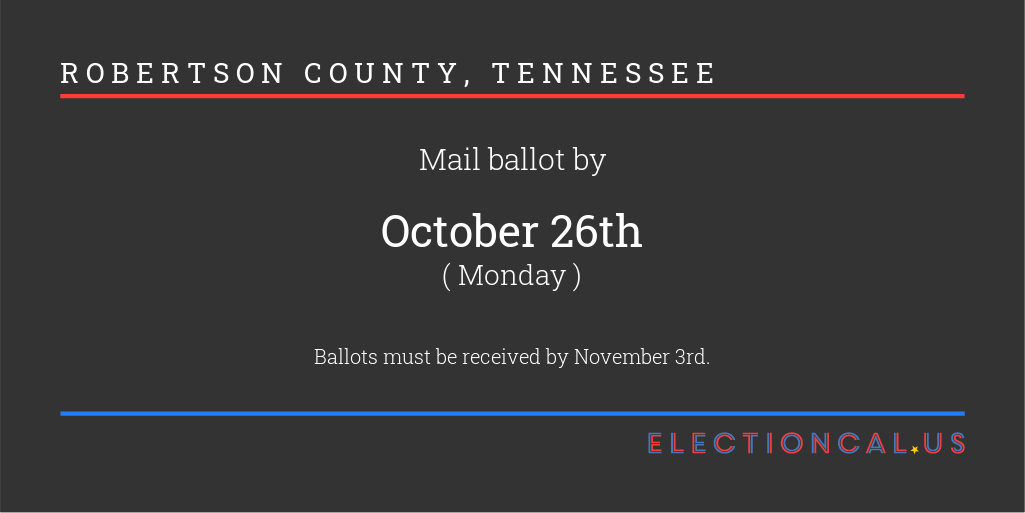 ROBERTSON COUNTY, TENNESSEE
Mail ballot by
October 26th
( Monday )
Ballots must be received by November 3rd.
ELECTIONCAL.US